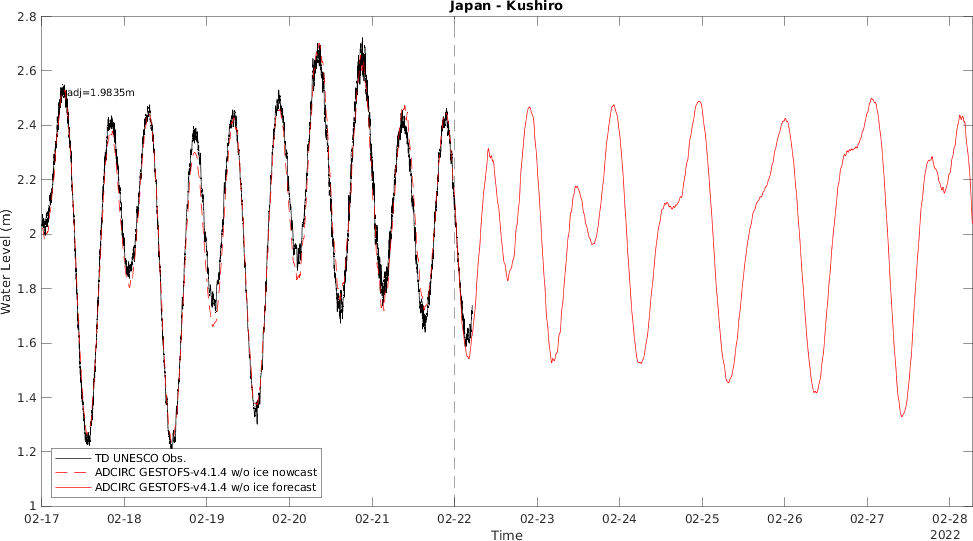 Japan - Kushiro
2.8
2.6
2.4
2.2
2
1.8
1.6
1.4
1.2
1
Water Level (m)
adj=1.9835m
TD UNESCO Obs.
ADCIRC GESTOFS-v4.1.4 w/o ice nowcast
ADCIRC GESTOFS-v4.1.4 w/o ice forecast
02-17 02-18 02-19 02-20 02-21 02-22 02-23 02-24 02-25 02-26 02-27 02-28
2022
Time